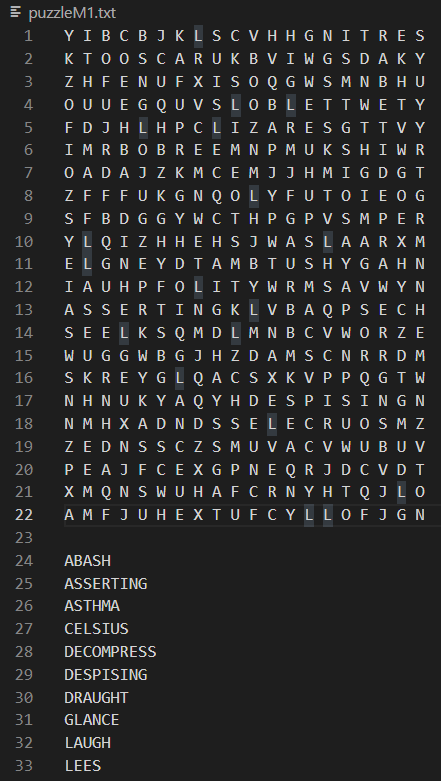 puzzleM1.txt
1 Y I B C B J K L S C V H H G N I T R E S
2 K T O O S C A R U K B V I W G S D A K Y
3 Z H F E N U F X I S O Q G W S M N B H U
4 O U U E G Q U V S L O B L E T T W E T Y
5 F D J H L H P C L I Z A R E S G T T V Y
6 I M R B O B R E E M N P M U K S H I W R
7 O A D A J Z K M C E M J J H M I G D G T
8 Z F F F U K G N Q O L Y F U T O I E O G
9 S F B D G G Y W C T H P G P V S M P E R
10 Y L Q I Z H H E H S J W A S L A A R X M
11 E L G N E Y D T A M B T U S H Y G A H N
12 I A U H P F O L I T Y W R M S A V W Y N
13 A S S E R T I N G K L V B A Q P S E C H
14 S E E L K S Q M D L M N B C V W O R Z E
15 W U G G W B G J H Z D A M S C N R R D M
16 S K R E Y G L Q A C S X K V P P Q G T W
17 N H N U K Y A Q Y H D E S P I S I N G N
18 N M H X A D N D S S E L E C R U O S M Z
19 Z E D N S S C Z S M U V A C V W U B U V
20 P E A J F C E X G P N E Q R J D C V D T
21 X M Q N S W U H A F C R N Y H T Q J L O
22 A M F J U H E X T U F C Y L L O F J G N
23
24 ABASH
25 ASSERTING
26 ASTHMA
27 CELSIUS
28 DECOMPRESS
29 DESPISING
30 DRAUGHT
31 GLANCE
32 LAUGH
33 LEES